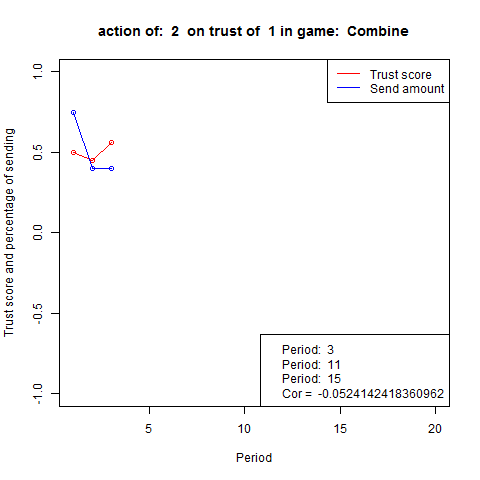 action of:  2  on trust of  1 in game:  Combine
Trust score
Send amount
Trust score and percentage of sending
1.0
0.5
0.0
-0.5
-1.0
Period:  3
Period:  11
Period:  15
Cor =  -0.0524142418360962
5
10
15
20
Period